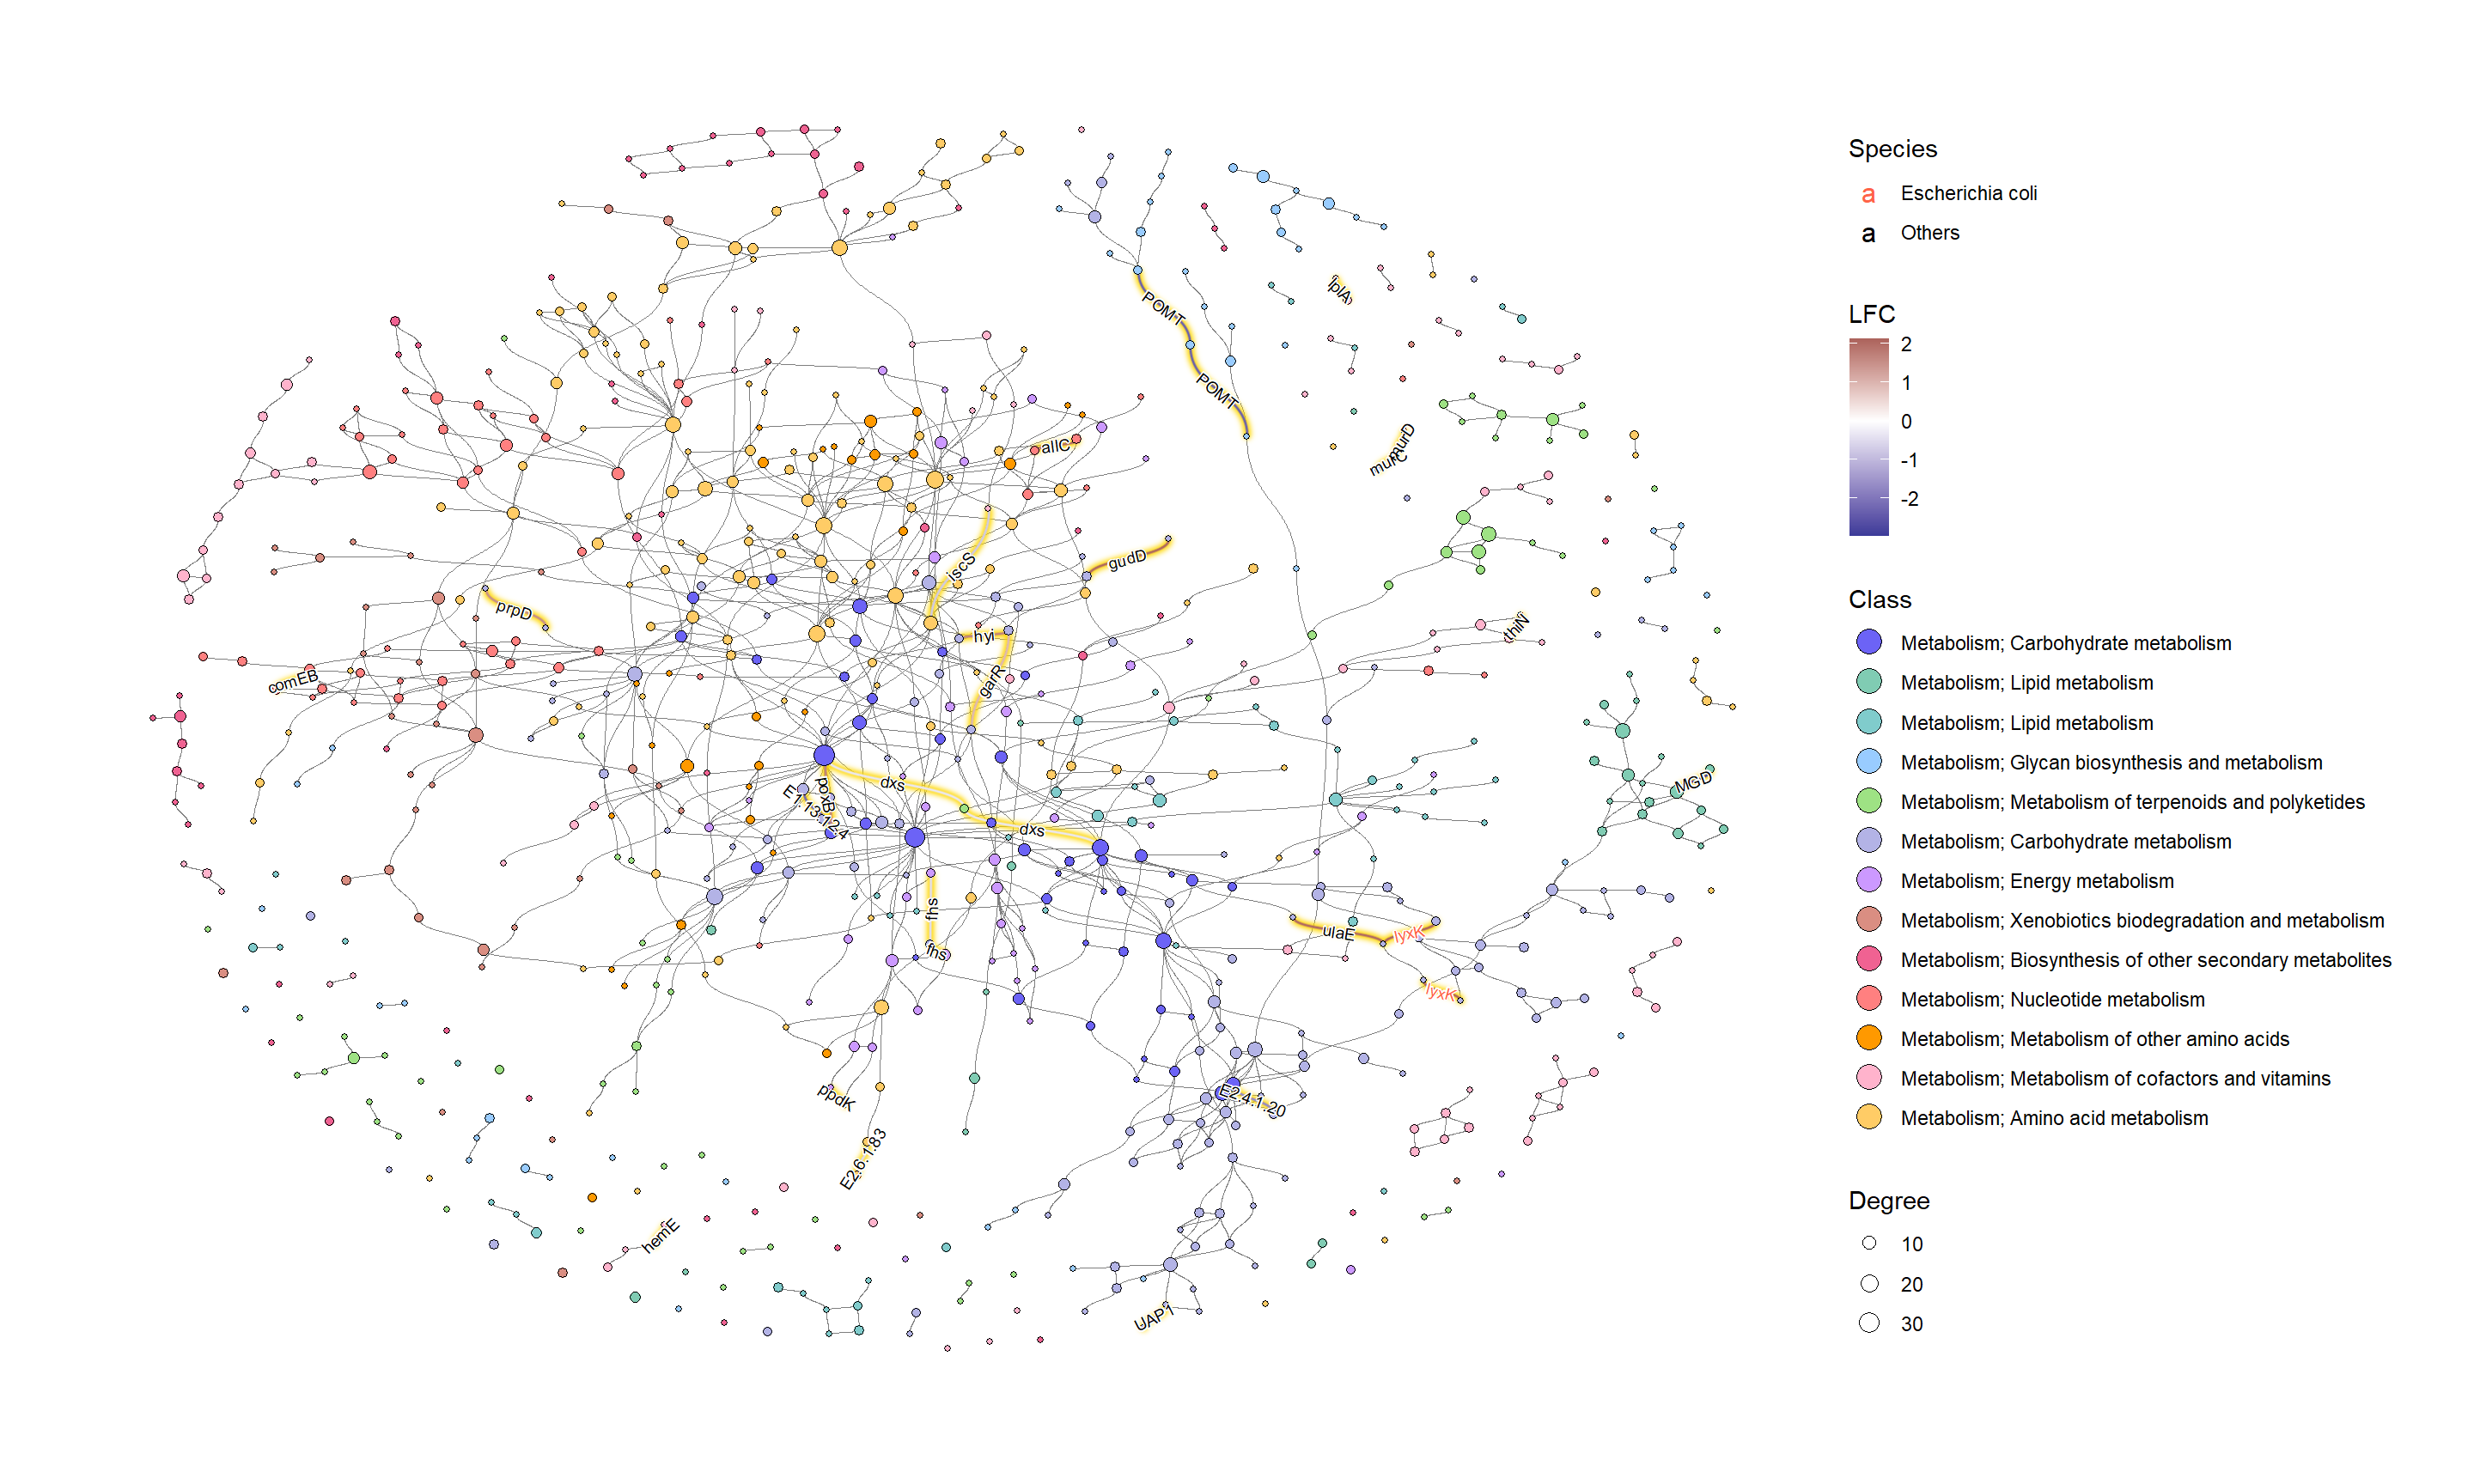 Species
a Escherichia coli
a Others
LFC
2
1
0
-1
-2
Class
Metabolism; Carbohydrate metabolism
Metabolism; Lipid metabolism
Metabolism; Lipid metabolism
Metabolism; Glycan biosynthesis and metabolism
Metabolism; Metabolism of terpenoids and polyketides
Metabolism; Carbohydrate metabolism
Metabolism; Energy metabolism
Metabolism; Xenobiotics biodegradation and metabolism
Metabolism; Biosynthesis of other secondary metabolites
Metabolism; Nucleotide metabolism
Metabolism; Metabolism of other amino acids
Metabolism; Metabolism of cofactors and vitamins
Metabolism; Amino acid metabolism
Degree
10
20
30
lplA
POMT
POMT
murD
murC
allC
gudD
iscS
prpD
hyi
thiN
garR
comEB
dxs
poxB
E1.13.1.24
MGD
dxs
fhs
ulaE
lyxK
fhs
lyxK
ppdK
E2.4.1.20
E2.6.1.83
hemE
UAP1